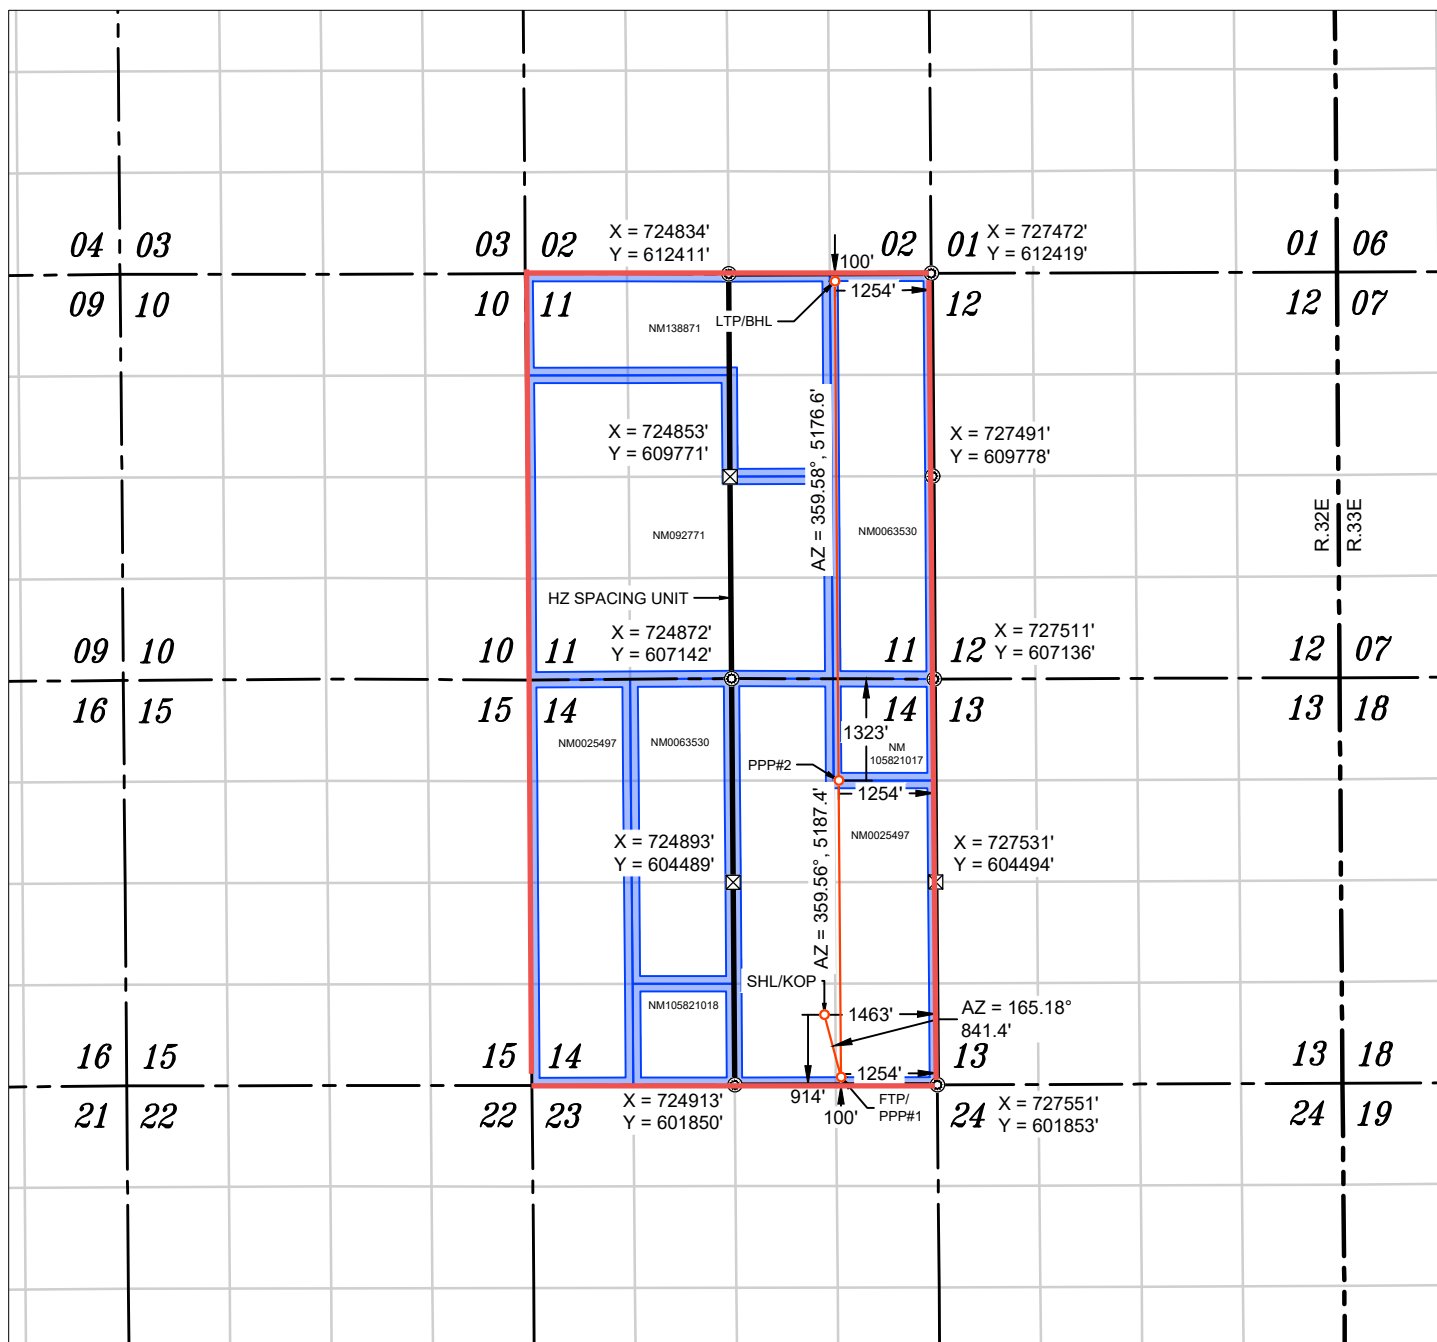 04 03
03 02
X = 724834'
Y = 612411'
02 01
X = 727472'
Y = 612419'
01 06
100'
09 10
10 11
1254'
12
12 07
LTP/BHL
NM138871
AZ = 359.58°, 5176.6'
X = 724853'
Y = 609771'
X = 727491'
Y = 609778'
NM092771
NM0063530
R.32E
R.33E
HZ SPACING UNIT
X = 724872'
Y = 607142'
X = 727511'
Y = 607136'
09 10
10 11
11 12
12 07
16 15
15 14
14 13
13 18
1323'
NM0025497
NM0063530
NM
105821017
PPP#2
1254'
AZ = 359.56°, 5187.4'
NM0025497
X = 724893'
Y = 604489'
X = 727531'
Y = 604494'
SHL/KOP
NM105821018
1463'
AZ = 165.18°
841.4'
16 15
15 14
13
13 18
1254'
914'
100'
FTP/
PPP#1
21 22
22 23
X = 724913'
Y = 601850'
24
X = 727551'
Y = 601853'
24 19